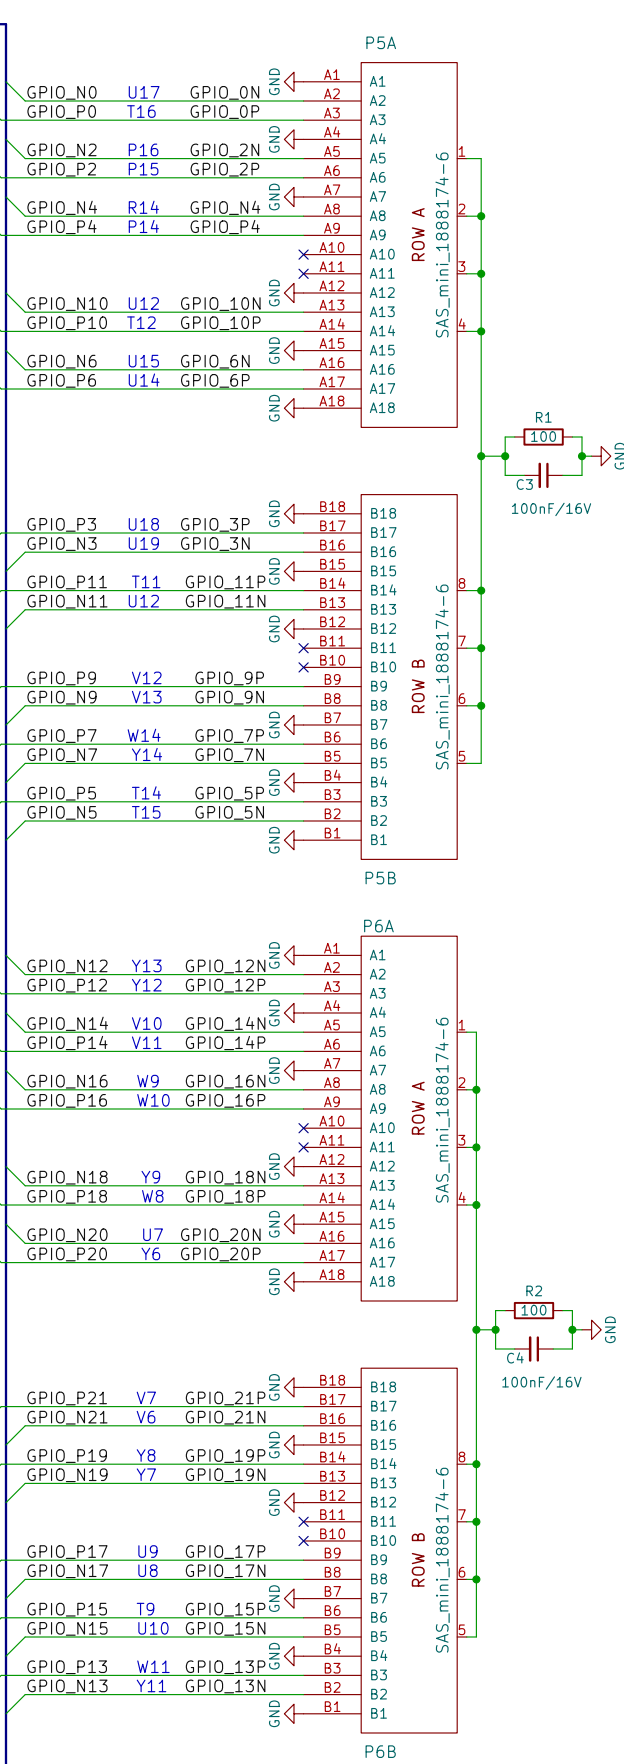 P5A
GND A1 A1
GPIO_N0 U17 GPIO_0N A2 A2
GPIO_P0 T16 GPIO_0P A3 A3
GND A4 A4
GPIO_N2 P16 GPIO_2N A5 A5 1
GPIO_P2 P15 GPIO_2P A6 A6
GND A7 A7
GPIO_N4 R14 GPIO_N4 A8 A8 2
GPIO_P4 P14 GPIO_P4 A9 A9
A10 A10
A11 A11 3
GND A12 A12
GPIO_N10 U12 GPIO_10N A13 A13
GPIO_P10 T12 GPIO_10P A14 A14 4
GND A15 A15
GPIO_N6 U15 GPIO_6N A16 A16
GPIO_P6 U14 GPIO_6P A17 A17
GND A18 A18
ROW A
SAS_mini_1888174-6
R1
100
GND
C3
100nF/16V
GND B18 B18
GPIO_P3 U18 GPIO_3P B17 B17
GPIO_N3 U19 GPIO_3N B16 B16
GND B15 B15
GPIO_P11 T11 GPIO_11P B14 B14 8
GPIO_N11 U12 GPIO_11N B13 B13
GND B12 B12
B11 B11 7
B10 B10
GPIO_P9 V12 GPIO_9P B9 B9
GPIO_N9 V13 GPIO_9N B8 B8 6
GND B7 B7
GPIO_P7 W14 GPIO_7P B6 B6
GPIO_N7 Y14 GPIO_7N B5 B5 5
GND B4 B4
GPIO_P5 T14 GPIO_5P B3 B3
GPIO_N5 T15 GPIO_5N B2 B2
GND B1 B1
ROW B
SAS_mini_1888174-6
P5B
P6A
GND A1 A1
GPIO_N12 Y13 GPIO_12N A2 A2
GPIO_P12 Y12 GPIO_12P A3 A3
GND A4 A4
GPIO_N14 V10 GPIO_14N A5 A5 1
GPIO_P14 V11 GPIO_14P A6 A6
GND A7 A7
GPIO_N16 W9 GPIO_16N A8 A8 2
GPIO_P16 W10 GPIO_16P A9 A9
A10 A10
A11 A11 3
GND A12 A12
GPIO_N18 Y9 GPIO_18N A13 A13
GPIO_P18 W8 GPIO_18P A14 A14 4
GND A15 A15
GPIO_N20 U7 GPIO_20N A16 A16
GPIO_P20 Y6 GPIO_20P A17 A17
GND A18 A18
ROW A
SAS_mini_1888174-6
R2
100
GND
C4
100nF/16V
GND B18 B18
GPIO_P21 V7 GPIO_21P B17 B17
GPIO_N21 V6 GPIO_21N B16 B16
GND B15 B15
GPIO_P19 Y8 GPIO_19P B14 B14 8
GPIO_N19 Y7 GPIO_19N B13 B13
GND B12 B12
B11 B11 7
B10 B10
GPIO_P17 U9 GPIO_17P B9 B9
GPIO_N17 U8 GPIO_17N B8 B8 6
GND B7 B7
GPIO_P15 T9 GPIO_15P B6 B6
GPIO_N15 U10 GPIO_15N B5 B5 5
GND B4 B4
GPIO_P13 W11 GPIO_13P B3 B3
GPIO_N13 Y11 GPIO_13N B2 B2
GND B1 B1
ROW B
SAS_mini_1888174-6
P6B